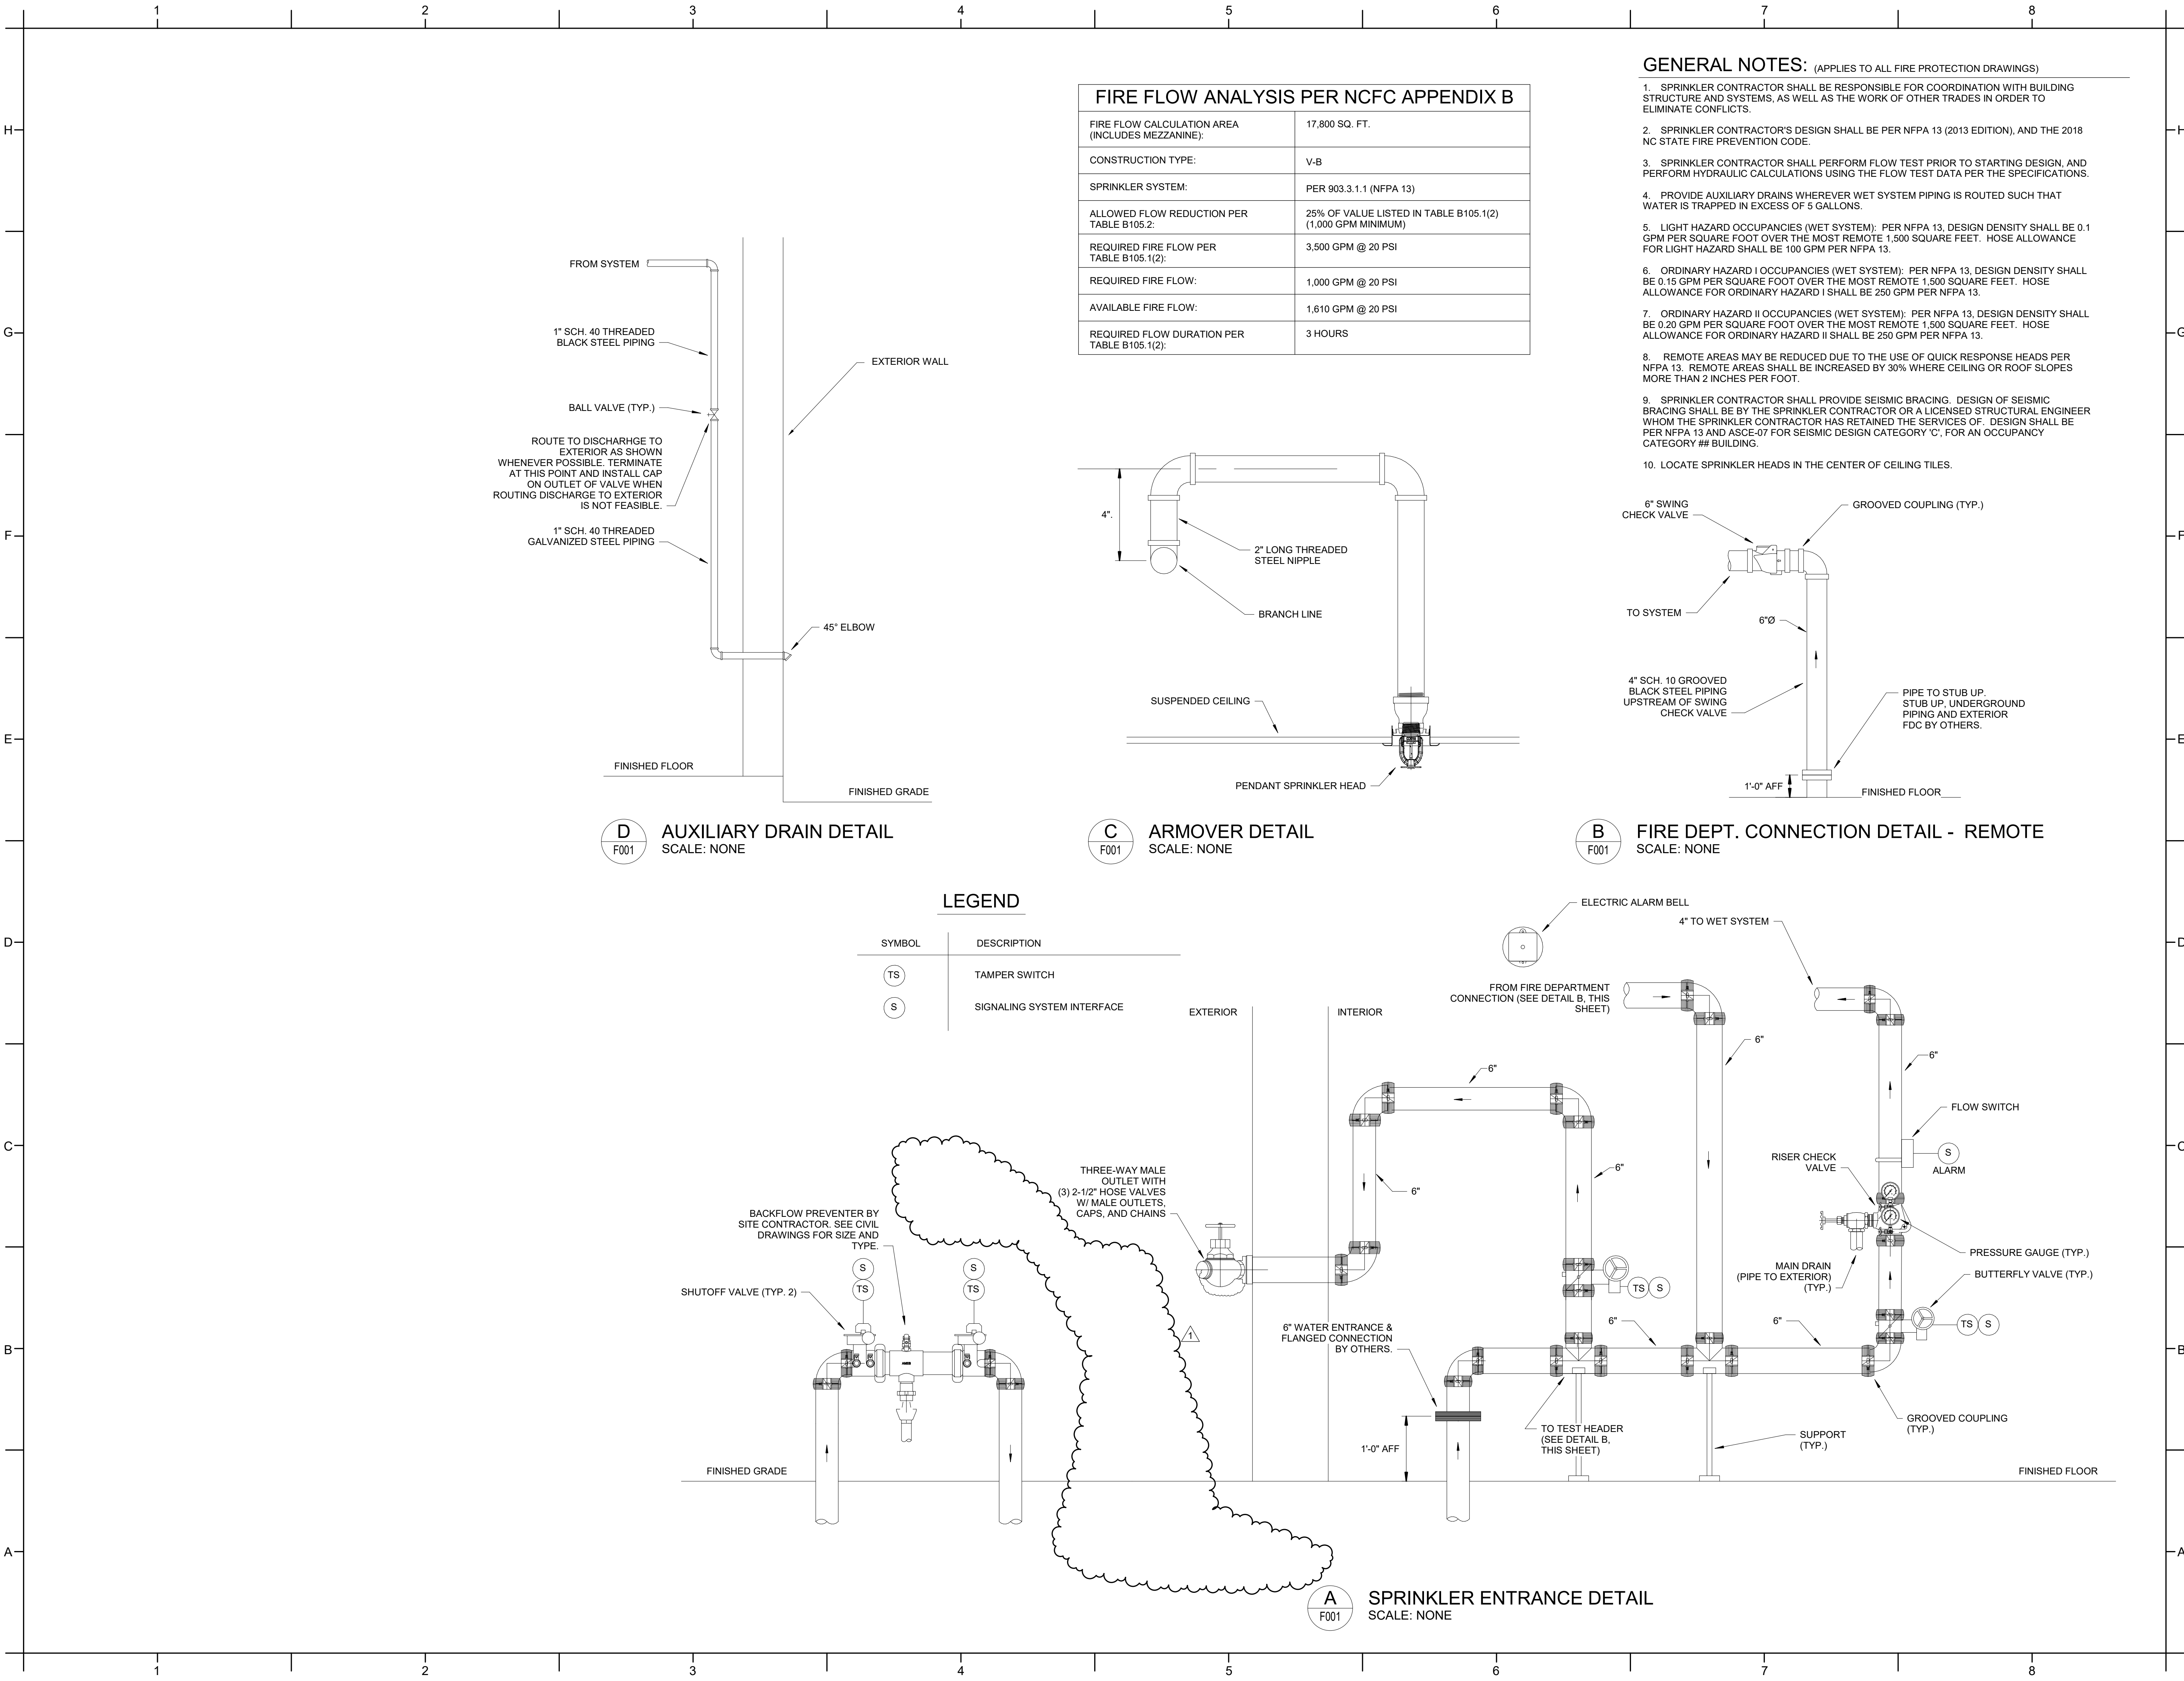 1 2 3 4 5 6 7 8
H
G
F
E
D
C
B
A
H
G
F
E
D
C
B
A
FIRE FLOW ANALYSIS PER NCFC APPENDIX B
FIRE FLOW CALCULATION AREA
(INCLUDES MEZZANINE):
17,800 SQ. FT.
CONSTRUCTION TYPE:
V-B
SPRINKLER SYSTEM:
PER 903.3.1.1 (NFPA 13)
ALLOWED FLOW REDUCTION PER
TABLE B105.2:
25% OF VALUE LISTED IN TABLE B105.1(2)
(1,000 GPM MINIMUM)
REQUIRED FIRE FLOW PER
TABLE B105.1(2):
3,500 GPM @ 20 PSI
REQUIRED FIRE FLOW:
1,000 GPM @ 20 PSI
AVAILABLE FIRE FLOW:
1,610 GPM @ 20 PSI
REQUIRED FLOW DURATION PER
TABLE B105.1(2):
3 HOURS
GENERAL NOTES: (APPLIES TO ALL FIRE PROTECTION DRAWINGS)
1. SPRINKLER CONTRACTOR SHALL BE RESPONSIBLE FOR COORDINATION WITH BUILDING
STRUCTURE AND SYSTEMS, AS WELL AS THE WORK OF OTHER TRADES IN ORDER TO
ELIMINATE CONFLICTS.
2. SPRINKLER CONTRACTOR'S DESIGN SHALL BE PER NFPA 13 (2013 EDITION), AND THE 2018
NC STATE FIRE PREVENTION CODE.
3. SPRINKLER CONTRACTOR SHALL PERFORM FLOW TEST PRIOR TO STARTING DESIGN, AND
PERFORM HYDRAULIC CALCULATIONS USING THE FLOW TEST DATA PER THE SPECIFICATIONS.
4. PROVIDE AUXILIARY DRAINS WHEREVER WET SYSTEM PIPING IS ROUTED SUCH THAT
WATER IS TRAPPED IN EXCESS OF 5 GALLONS.
5. LIGHT HAZARD OCCUPANCIES (WET SYSTEM): PER NFPA 13, DESIGN DENSITY SHALL BE 0.1
GPM PER SQUARE FOOT OVER THE MOST REMOTE 1,500 SQUARE FEET. HOSE ALLOWANCE
FOR LIGHT HAZARD SHALL BE 100 GPM PER NFPA 13.
6. ORDINARY HAZARD I OCCUPANCIES (WET SYSTEM): PER NFPA 13, DESIGN DENSITY SHALL
BE 0.15 GPM PER SQUARE FOOT OVER THE MOST REMOTE 1,500 SQUARE FEET. HOSE
ALLOWANCE FOR ORDINARY HAZARD I SHALL BE 250 GPM PER NFPA 13.
7. ORDINARY HAZARD II OCCUPANCIES (WET SYSTEM): PER NFPA 13, DESIGN DENSITY SHALL
BE 0.20 GPM PER SQUARE FOOT OVER THE MOST REMOTE 1,500 SQUARE FEET. HOSE
ALLOWANCE FOR ORDINARY HAZARD II SHALL BE 250 GPM PER NFPA 13.
8. REMOTE AREAS MAY BE REDUCED DUE TO THE USE OF QUICK RESPONSE HEADS PER
NFPA 13. REMOTE AREAS SHALL BE INCREASED BY 30% WHERE CEILING OR ROOF SLOPES
MORE THAN 2 INCHES PER FOOT.
9. SPRINKLER CONTRACTOR SHALL PROVIDE SEISMIC BRACING. DESIGN OF SEISMIC
BRACING SHALL BE BY THE SPRINKLER CONTRACTOR OR A LICENSED STRUCTURAL ENGINEER
WHOM THE SPRINKLER CONTRACTOR HAS RETAINED THE SERVICES OF. DESIGN SHALL BE
PER NFPA 13 AND ASCE-07 FOR SEISMIC DESIGN CATEGORY 'C', FOR AN OCCUPANCY
CATEGORY ## BUILDING.
10. LOCATE SPRINKLER HEADS IN THE CENTER OF CEILING TILES.
FROM SYSTEM
1" SCH. 40 THREADED
BLACK STEEL PIPING
EXTERIOR WALL
BALL VALVE (TYP.)
ROUTE TO DISCHARHGE TO
EXTERIOR AS SHOWN
WHENEVER POSSIBLE. TERMINATE
AT THIS POINT AND INSTALL CAP
ON OUTLET OF VALVE WHEN
ROUTING DISCHARGE TO EXTERIOR
IS NOT FEASIBLE.
1" SCH. 40 THREADED
GALVANIZED STEEL PIPING
45° ELBOW
FINISHED FLOOR
FINISHED GRADE
D
F001
AUXILIARY DRAIN DETAIL
SCALE: NONE
4".
2" LONG THREADED
STEEL NIPPLE
BRANCH LINE
SUSPENDED CEILING
PENDANT SPRINKLER HEAD
C
F001
ARMOVER DETAIL
SCALE: NONE
6" SWING
CHECK VALVE
GROOVED COUPLING (TYP.)
TO SYSTEM
6"Ø
4" SCH. 10 GROOVED
BLACK STEEL PIPING
UPSTREAM OF SWING
CHECK VALVE
PIPE TO STUB UP.
STUB UP, UNDERGROUND
PIPING AND EXTERIOR
FDC BY OTHERS.
1'-0" AFF
FINISHED FLOOR
B
F001
FIRE DEPT. CONNECTION DETAIL - REMOTE
SCALE: NONE
LEGEND
SYMBOL DESCRIPTION
TS TAMPER SWITCH
S SIGNALING SYSTEM INTERFACE
ELECTRIC ALARM BELL
4" TO WET SYSTEM
FROM FIRE DEPARTMENT
CONNECTION (SEE DETAIL B, THIS
SHEET)
EXTERIOR
INTERIOR
6"
6"
6"
FLOW SWITCH
S
ALARM
RISER CHECK
VALVE
6"
6"
THREE-WAY MALE
OUTLET WITH
(3) 2-1/2" HOSE VALVES
W/ MALE OUTLETS,
CAPS, AND CHAINS
BACKFLOW PREVENTER BY
SITE CONTRACTOR. SEE CIVIL
DRAWINGS FOR SIZE AND
TYPE.
S
TS
S
TS
SHUTOFF VALVE (TYP. 2)
PRESSURE GAUGE (TYP.)
MAIN DRAIN
(PIPE TO EXTERIOR)
(TYP.)
BUTTERFLY VALVE (TYP.)
TS S
TS S
1
6" WATER ENTRANCE &
FLANGED CONNECTION
BY OTHERS.
6"
6"
TO TEST HEADER
(SEE DETAIL B,
THIS SHEET)
GROOVED COUPLING
(TYP.)
SUPPORT
(TYP.)
1'-0" AFF
FINISHED GRADE
FINISHED FLOOR
A
F001
SPRINKLER ENTRANCE DETAIL
SCALE: NONE
1 2 3 4 5 6 7 8